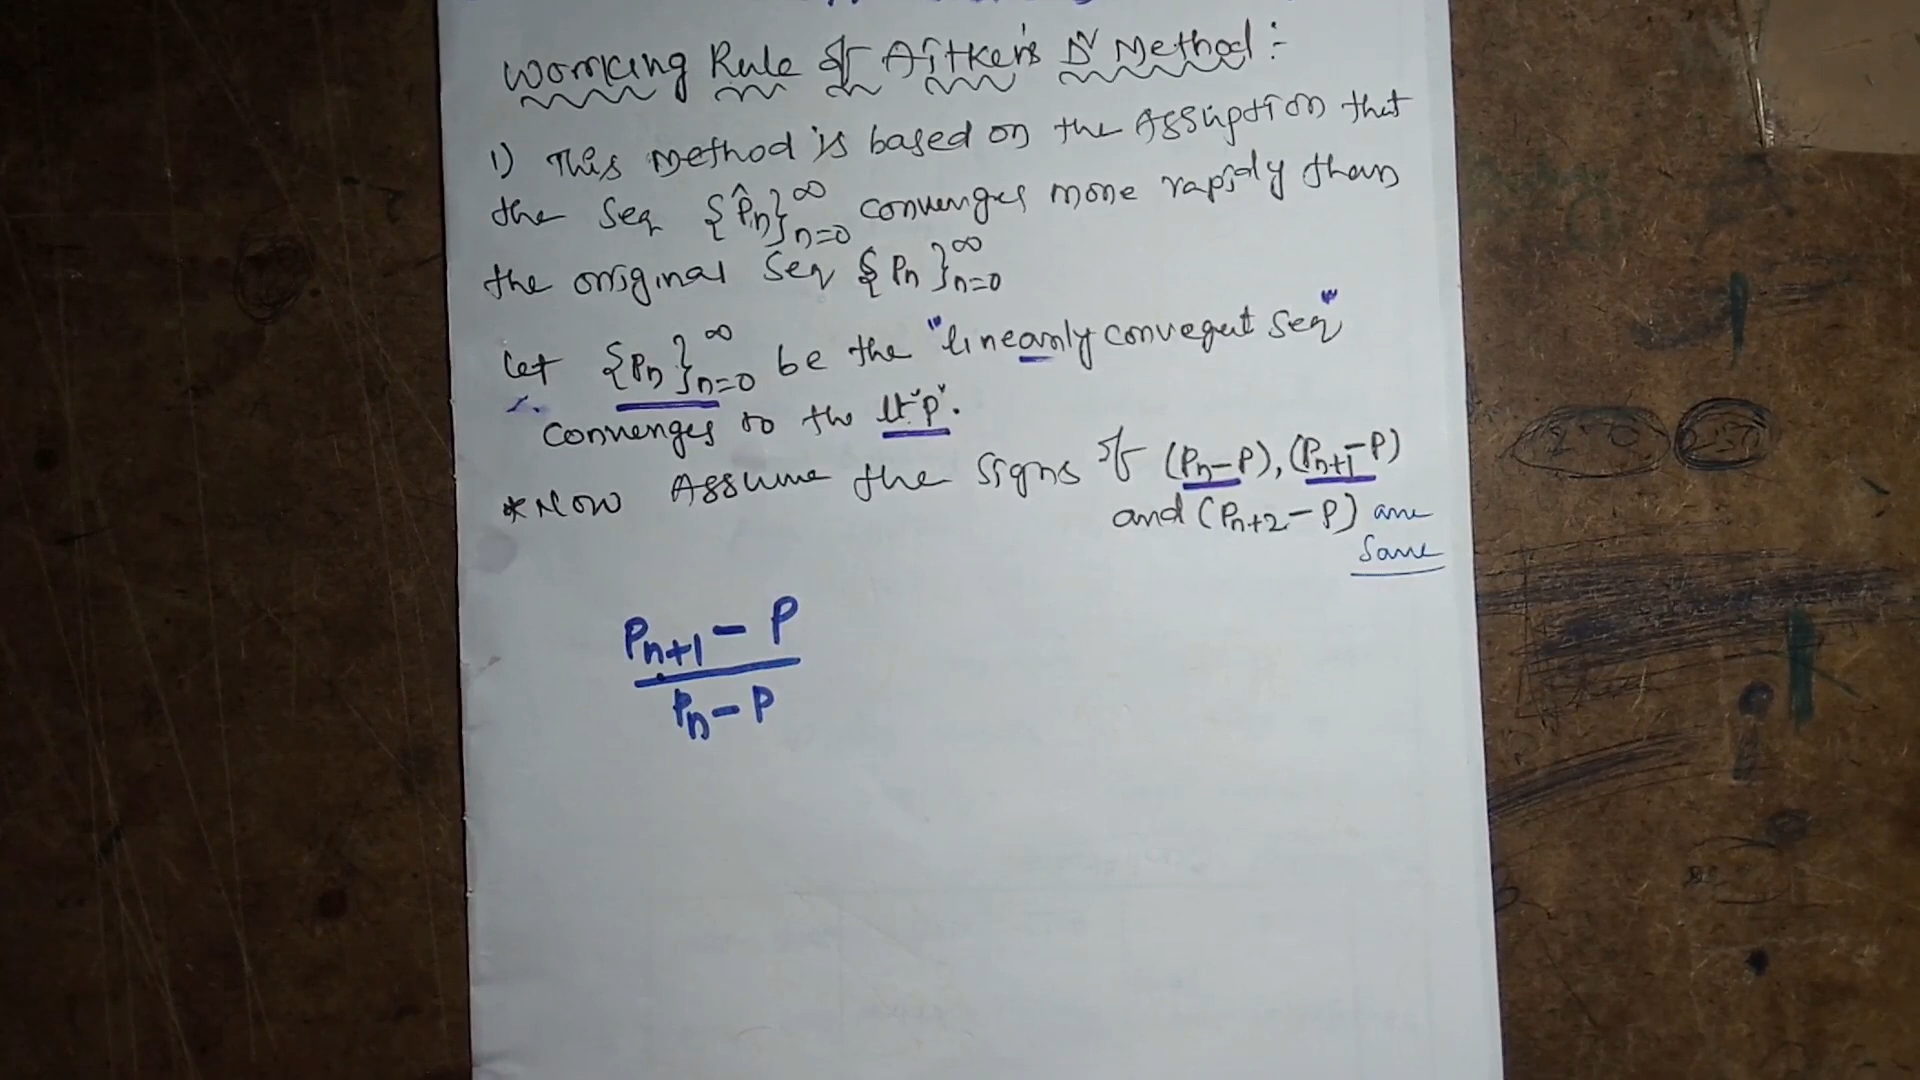 Working Rule of Aitken's Δ² Method :-
1) This Method is based on the Assuption that
the Seq {P̂n}∞n=0 converges more rapidly than
the original Seq {Pn}∞n=0
Let {Pn}∞n=0 be the "linearly convegent Seq"
Converges to the lt "P".
*Now Assume the signs of (Pn-P), (Pn+1-P)
and (Pn+2-P) are
Same
Pn+1 - P
Pn - P